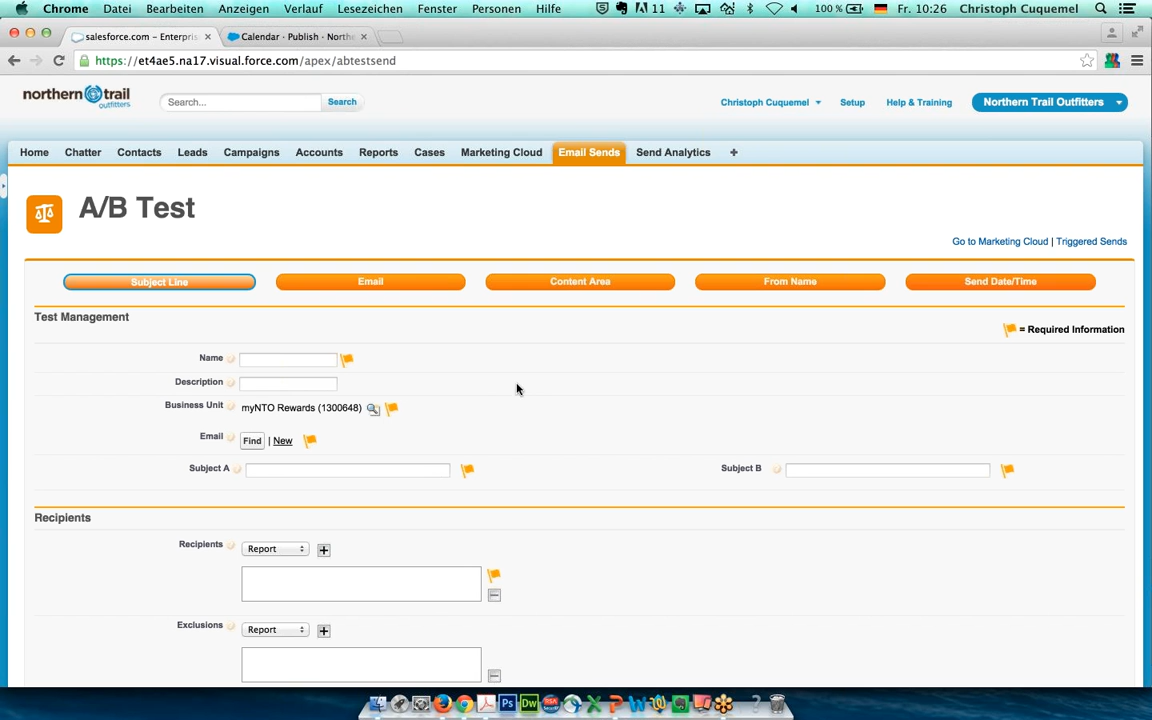 Chrome Datei Bearbeiten Anzeigen Verlauf Lesezeichen Fenster Personen Hilfe 11 100 % Fr. 10:26 Christoph Cuquemel
salesforce.com – Enterpris Calendar · Publish · Northe
https://et4ae5.na17.visual.force.com/apex/abtestsend
northern trail outfitters Search... Search Christoph Cuquemel Setup Help & Training Northern Trail Outfitters
Home Chatter Contacts Leads Campaigns Accounts Reports Cases Marketing Cloud Email Sends Send Analytics +
A/B Test
Go to Marketing Cloud | Triggered Sends
Subject Line Email Content Area From Name Send Date/Time
Test Management
= Required Information
Name
Description
Business Unit myNTO Rewards (1300648)
Email Find | New
Subject A Subject B
Recipients
Recipients Report
Exclusions Report
Ps Dw